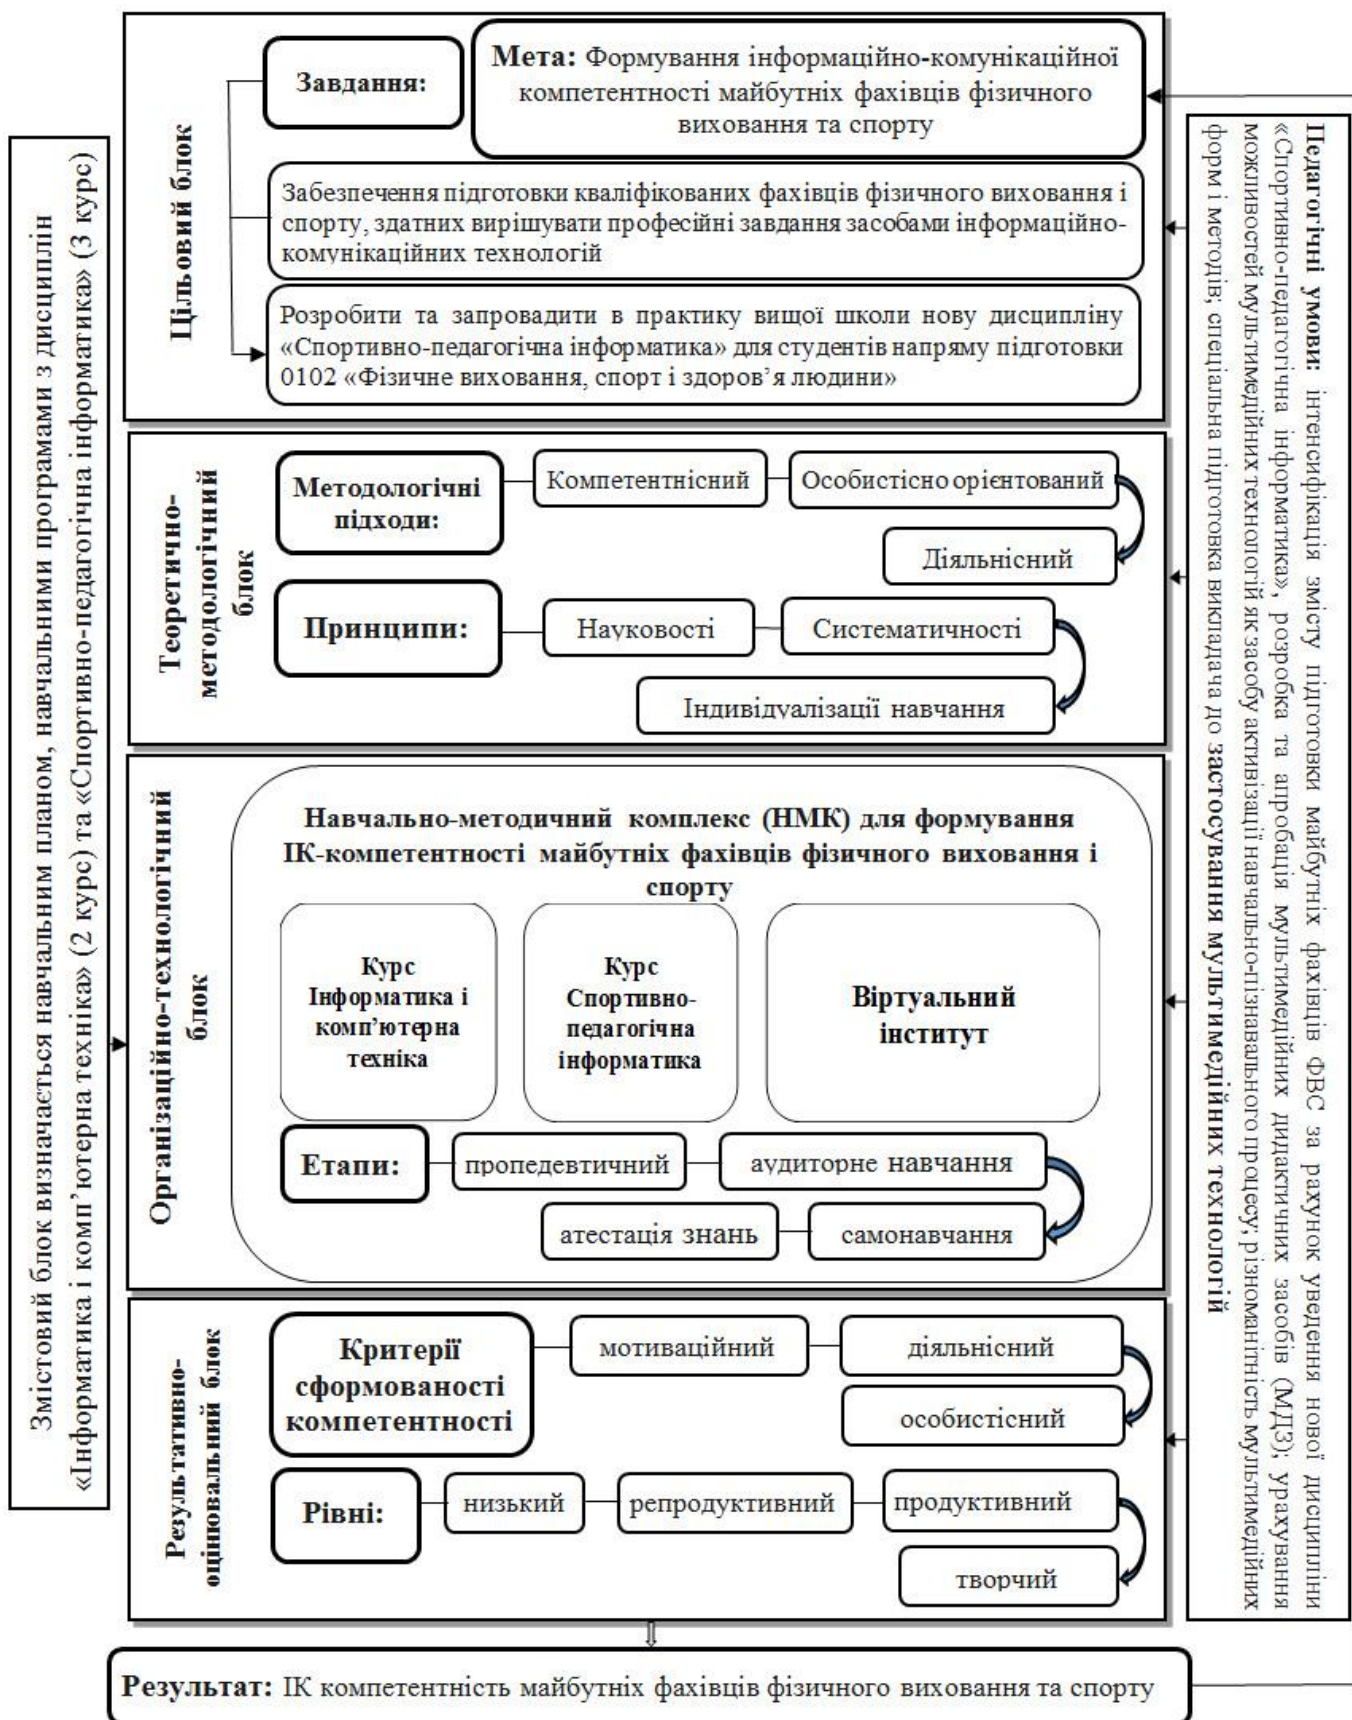 Змістовий блок визначається навчальним планом, навчальними програмами з дисциплін
«Інформатика і комп'ютерна техніка» (2 курс) та «Спортивно-педагогічна інформатика» (3 курс)
Цільовий блок
Завдання:
Мета: Формування інформаційно-комунікаційної
компетентності майбутніх фахівців фізичного
виховання та спорту
Забезпечення підготовки кваліфікованих фахівців фізичного виховання і
спорту, здатних вирішувати професійні завдання засобами інформаційно-
комунікаційних технологій
Розробити та запровадити в практику вищої школи нову дисципліну
«Спортивно-педагогічна інформатика» для студентів напряму підготовки
0102 «Фізичне виховання, спорт і здоров'я людини»
Теоретично-
методологічний
блок
Методологічні
підходи:
Компетентнісний
Особистісно орієнтований
Діяльнісний
Принципи:
Науковості
Систематичності
Індивідуалізації навчання
Організаційно-технологічний
блок
Навчально-методичний комплекс (НМК) для формування
ІК-компетентності майбутніх фахівців фізичного виховання і
спорту
Курс
Інформатика і
комп'ютерна
техніка
Курс
Спортивно-
педагогічна
інформатика
Віртуальний
інститут
Етапи:
пропедевтичний
аудиторне навчання
атестація знань
самонавчання
Результативно-
оцінювальний блок
Критерії
сформованості
компетентності
мотиваційний
діяльнісний
особистісний
Рівні:
низький
репродуктивний
продуктивний
творчий
Педагогічні умови: інтенсифікація змісту підготовки майбутніх фахівців ФВС за рахунок уведення нової дисципліни
«Спортивно-педагогічна інформатика», розробка та апробація мультимедійних дидактичних засобів (МДЗ); урахування
можливостей мультимедійних технологій як засобу активізації навчально-пізнавального процесу; різноманітність мультимедійних
форм і методів; спеціальна підготовка викладача до застосування мультимедійних технологій
Результат: ІК компетентність майбутніх фахівців фізичного виховання та спорту